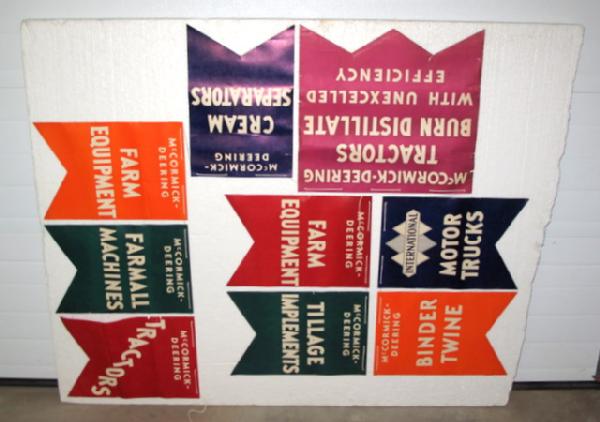 McCORMICK-
DEERING
CREAM
SEPARATORS
McCORMICK-DEERING
TRACTORS
BURN DISTILLATE
WITH UNEXCELLED
EFFICIENCY
McCORMICK-
DEERING
FARM
EQUIPMENT
McCORMICK-
DEERING
FARM
EQUIPMENT
INTERNATIONAL
MOTOR
TRUCKS
McCORMICK-
DEERING
FARMALL
MACHINES
McCORMICK-
DEERING
TILLAGE
IMPLEMENTS
McCORMICK-
DEERING
BINDER
TWINE
McCORMICK-
DEERING
TRACTORS